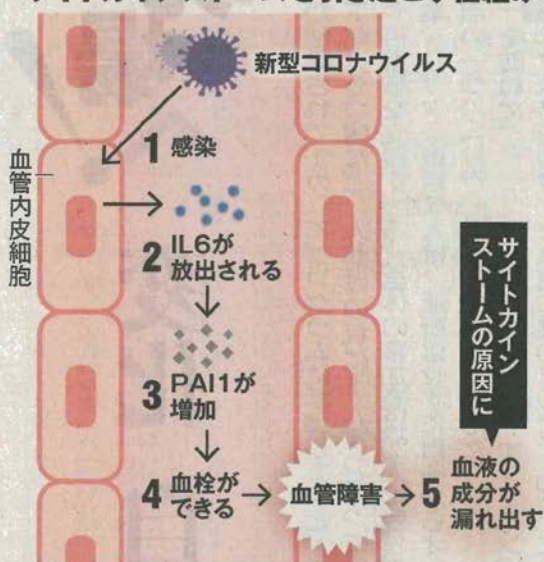 新型コロナウイルス
1 感染
血管内皮細胞
2 IL6が
放出される
3 PAI1が
増加
4 血栓が
できる
血管障害
5 血液の
成分が
漏れ出す
サイトカイン
ストームの原因に